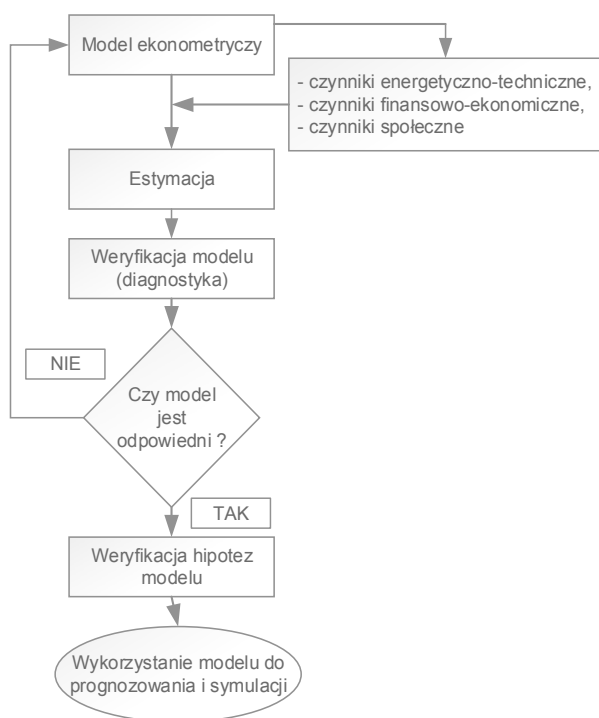 Model ekonometryczy
- czynniki energetyczno-techniczne,
- czynniki finansowo-ekonomiczne,
- czynniki społeczne
Estymacja
Weryfikacja modelu
(diagnostyka)
NIE
Czy model
jest
odpowiedni ?
TAK
Weryfikacja hipotez
modelu
Wykorzystanie modelu do
prognozowania i symulacji